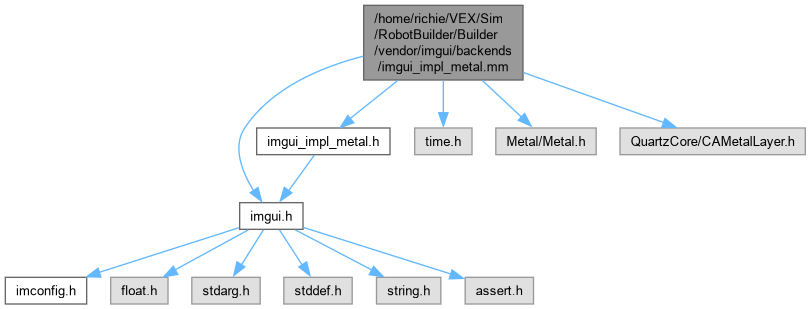 /home/richie/VEX/Sim
/RobotBuilder/Builder
/vendor/imgui/backends
/imgui_impl_metal.mm
imgui_impl_metal.h
time.h
Metal/Metal.h
QuartzCore/CAMetalLayer.h
imgui.h
imconfig.h
float.h
stdarg.h
stddef.h
string.h
assert.h